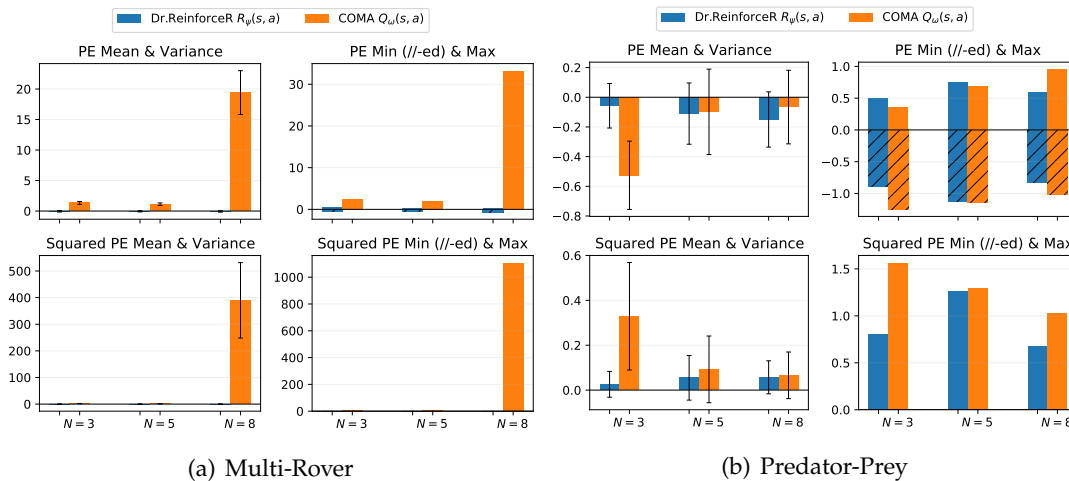 Dr.ReinforceR Rψ(s, a) COMA Qω(s, a)
PE Mean & Variance
20
15
10
5
0
PE Min (//-ed) & Max
30
20
10
0
Squared PE Mean & Variance
500
400
300
200
100
0
N = 3 N = 5 N = 8
Squared PE Min (//-ed) & Max
1000
800
600
400
200
0
N = 3 N = 5 N = 8
(a) Multi-Rover
Dr.ReinforceR Rψ(s, a) COMA Qω(s, a)
PE Mean & Variance
0.2
0.0
−0.2
−0.4
−0.6
−0.8
PE Min (//-ed) & Max
1.0
0.5
0.0
−0.5
−1.0
Squared PE Mean & Variance
0.6
0.4
0.2
0.0
N = 3 N = 5 N = 8
Squared PE Min (//-ed) & Max
1.5
1.0
0.5
0.0
N = 3 N = 5 N = 8
(b) Predator-Prey